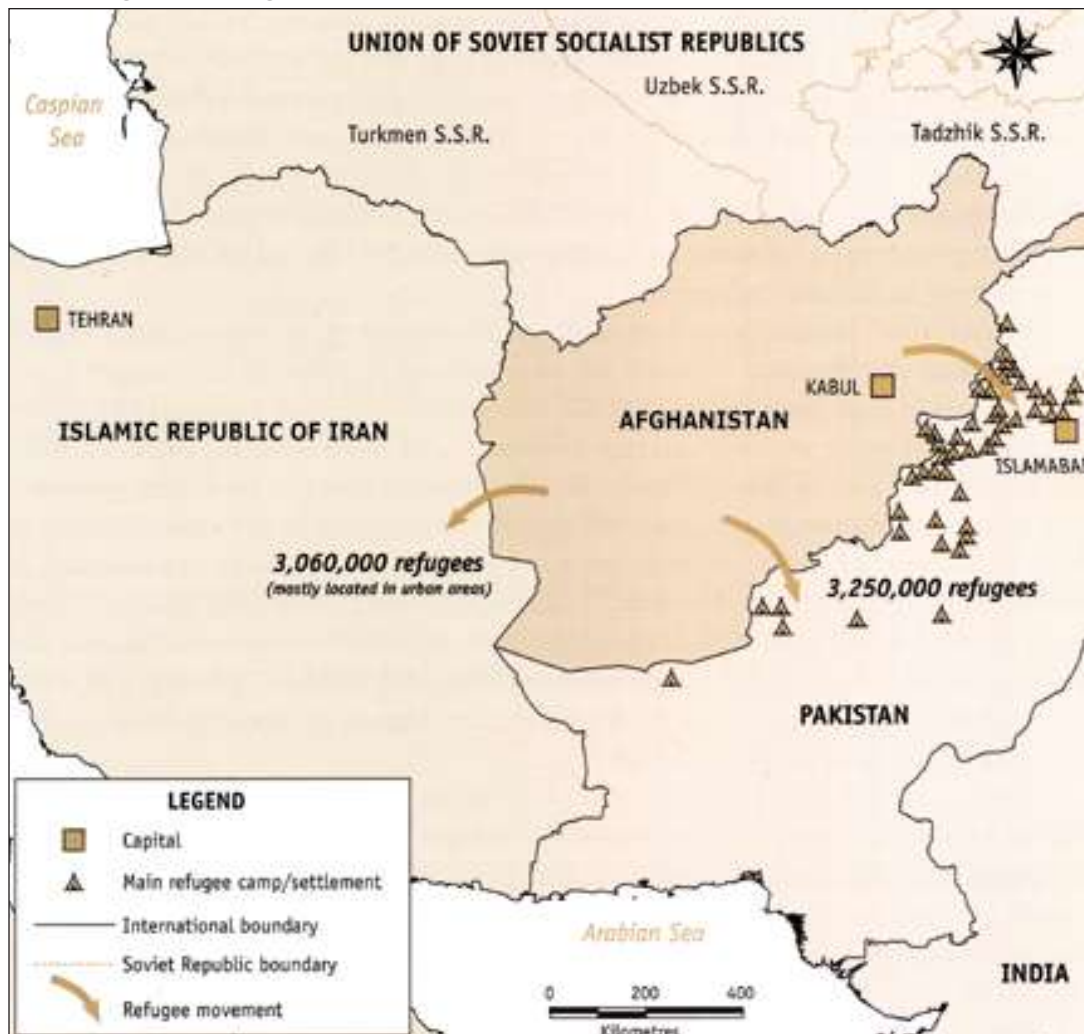 UNION OF SOVIET SOCIALIST REPUBLICS
Uzbek S.S.R.
Caspian
Sea
Turkmen S.S.R.
Tadzhik S.S.R.
TEHRAN
KABUL
ISLAMIC REPUBLIC OF IRAN
AFGHANISTAN
ISLAMABA
3,060,000 refugees
(mostly located in urban areas)
3,250,000 refugees
PAKISTAN
LEGEND
Capital
Main refugee camp/settlement
International boundary
Soviet Republic boundary
Refugee movement
Arabian Sea
INDIA
0 200 400
Kilometres